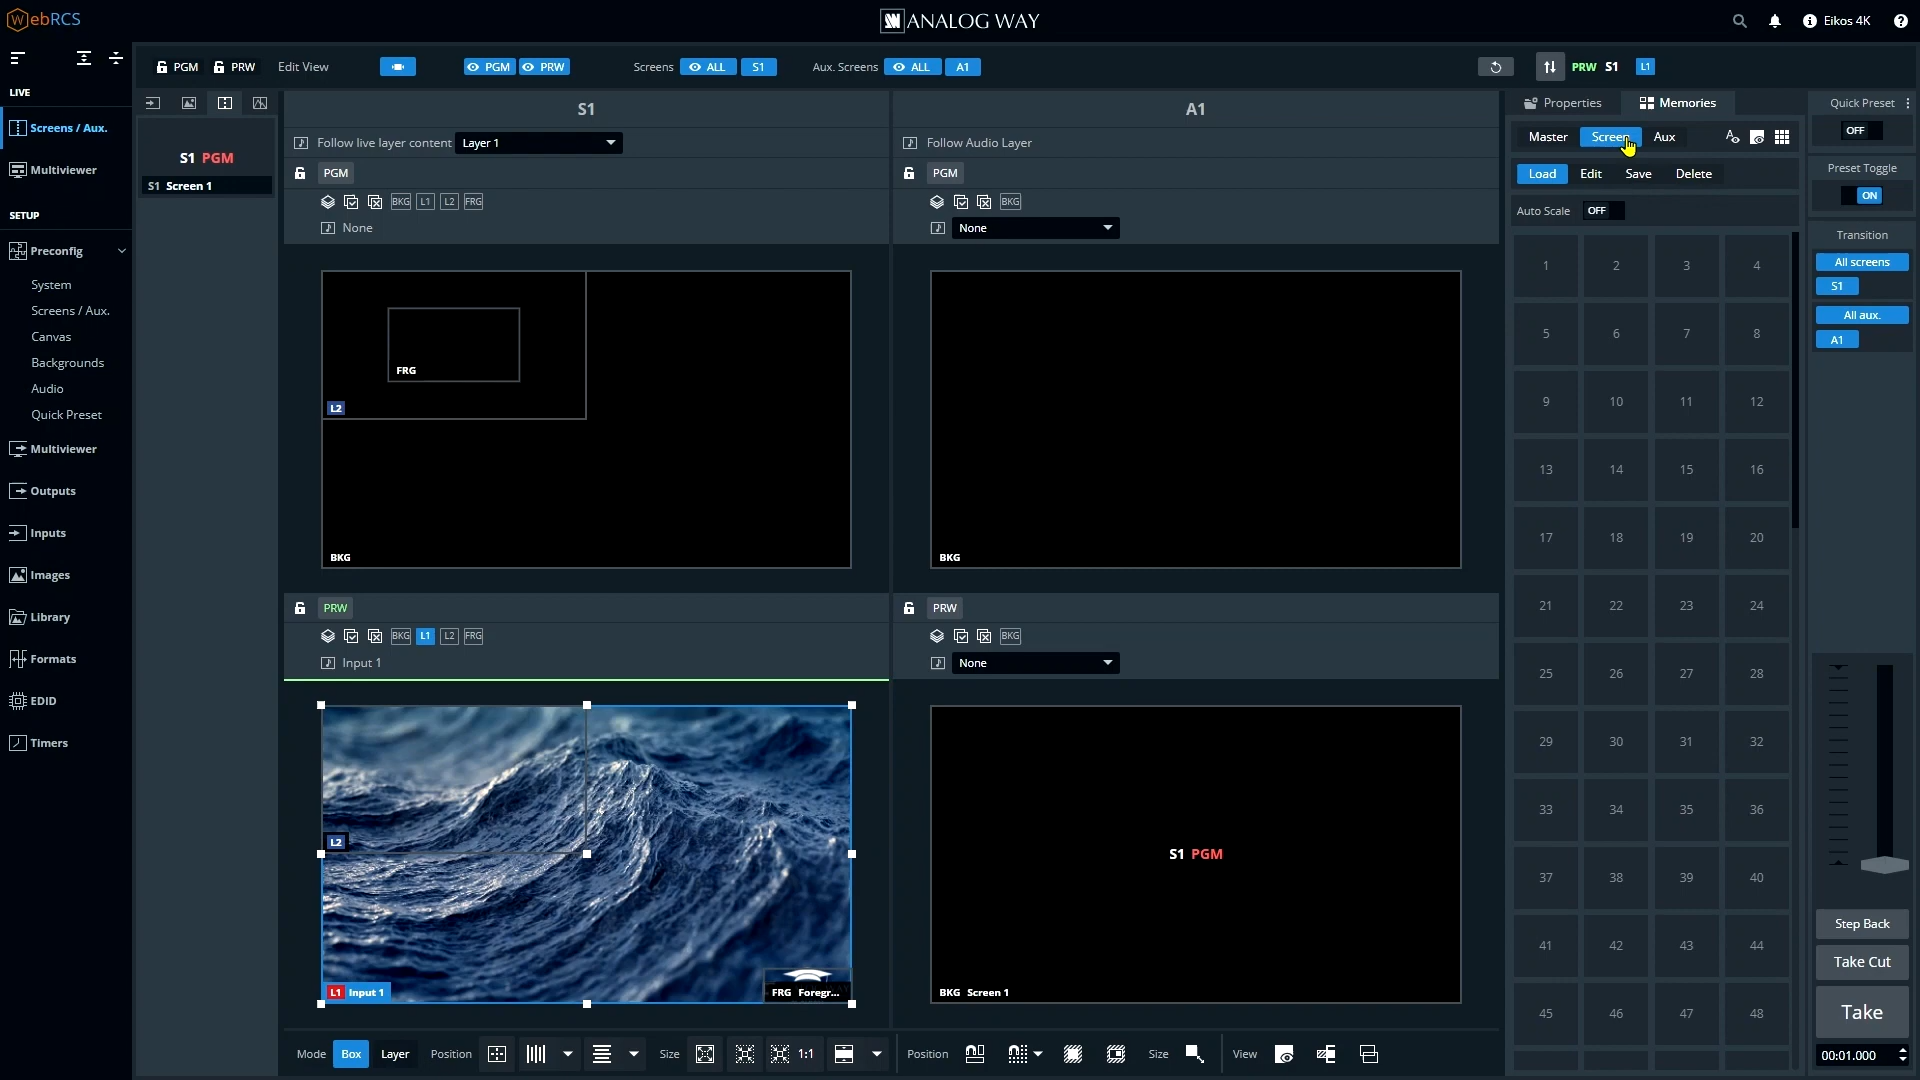 WebRCS
ANALOG WAY
Eikos 4K
PGM PRW Edit View PGM PRW Screens ALL S1 Aux. Screens ALL A1 PRW S1 L1
LIVE
Screens / Aux.
Multiviewer
SETUP
Preconfig
System
Screens / Aux.
Canvas
Backgrounds
Audio
Quick Preset
Multiviewer
Outputs
Inputs
Images
Library
Formats
EDID
Timers
S1 PGM
S1 Screen 1
S1
Follow live layer content Layer 1
PGM
BKG L1 L2 FRG
None
FRG
L2
BKG
PRW
BKG L1 L2 FRG
Input 1
L2
L1 Input 1
FRG Foregr...
A1
Follow Audio Layer
PGM
BKG
None
BKG
PRW
BKG
None
S1 PGM
BKG Screen 1
Mode Box Layer Position Size 1:1 Position Size View
Properties Memories
Master Screen Aux
Load Edit Save Delete
Auto Scale OFF
1 2 3 4
5 6 7 8
9 10 11 12
13 14 15 16
17 18 19 20
21 22 23 24
25 26 27 28
29 30 31 32
33 34 35 36
37 38 39 40
41 42 43 44
45 46 47 48
Quick Preset
OFF
Preset Toggle
ON
Transition
All screens
S1
All aux.
A1
Step Back
Take Cut
Take
00:01.000